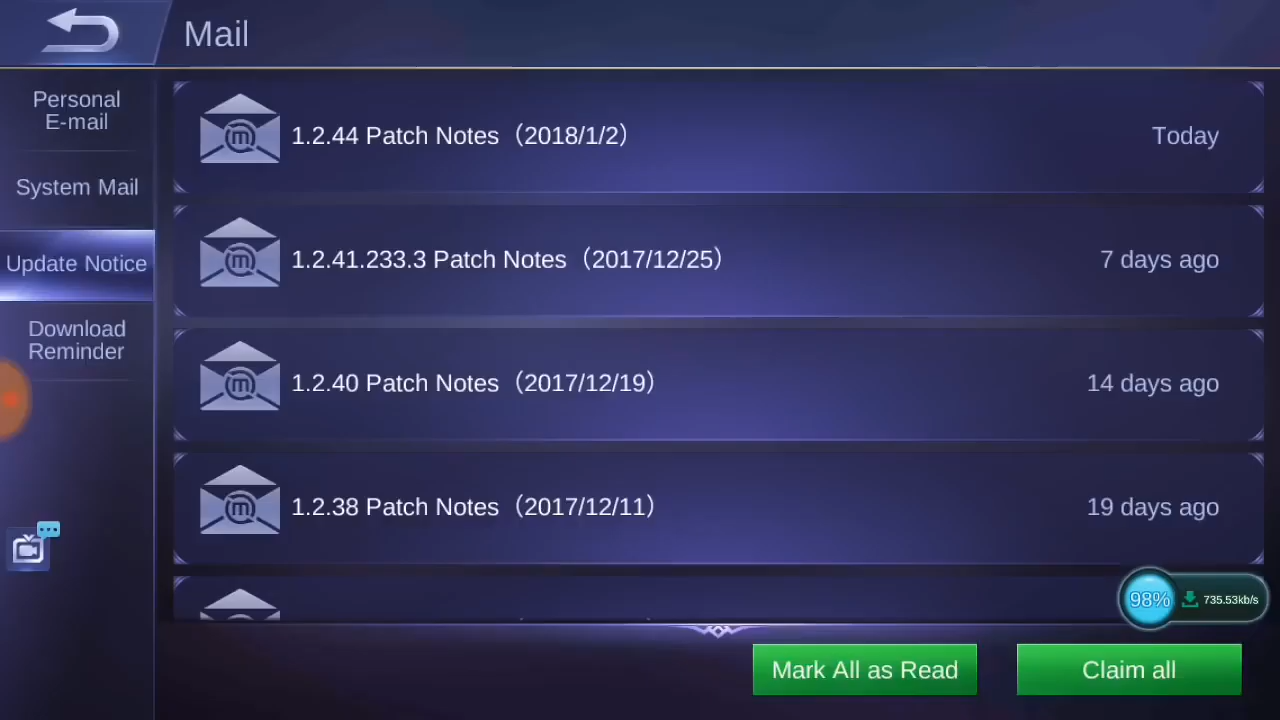 Mail
Personal
E-mail
System Mail
Update Notice
Download
Reminder
1.2.44 Patch Notes（2018/1/2）
Today
1.2.41.233.3 Patch Notes（2017/12/25）
7 days ago
1.2.40 Patch Notes（2017/12/19）
14 days ago
1.2.38 Patch Notes（2017/12/11）
19 days ago
98%
735.53kb/s
Mark All as Read
Claim all